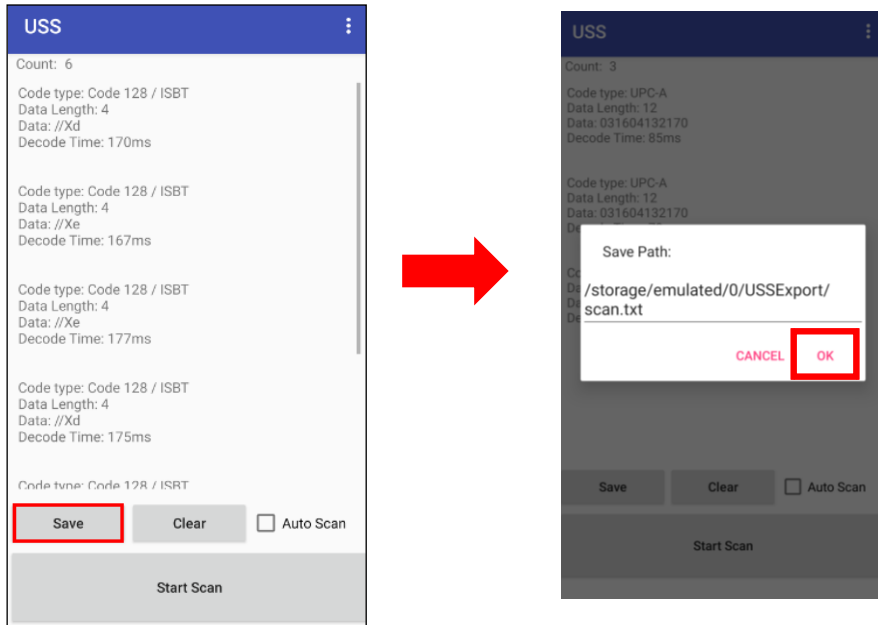 USS
Count: 6
Code type: Code 128 / ISBT
Data Length: 4
Data: //Xd
Decode Time: 170ms
Code type: Code 128 / ISBT
Data Length: 4
Data: //Xe
Decode Time: 167ms
Code type: Code 128 / ISBT
Data Length: 4
Data: //Xe
Decode Time: 177ms
Code type: Code 128 / ISBT
Data Length: 4
Data: //Xd
Decode Time: 175ms
Code type: Code 128 / ISBT
Save
Clear
Auto Scan
Start Scan
USS
Count: 3
Code type: UPC-A
Data Length: 12
Data: 031604132170
Decode Time: 85ms
Code type: UPC-A
Data Length: 12
Data: 031604132170
Save Path:
/storage/emulated/0/USSExport/
scan.txt
CANCEL
OK
Save
Clear
Auto Scan
Start Scan